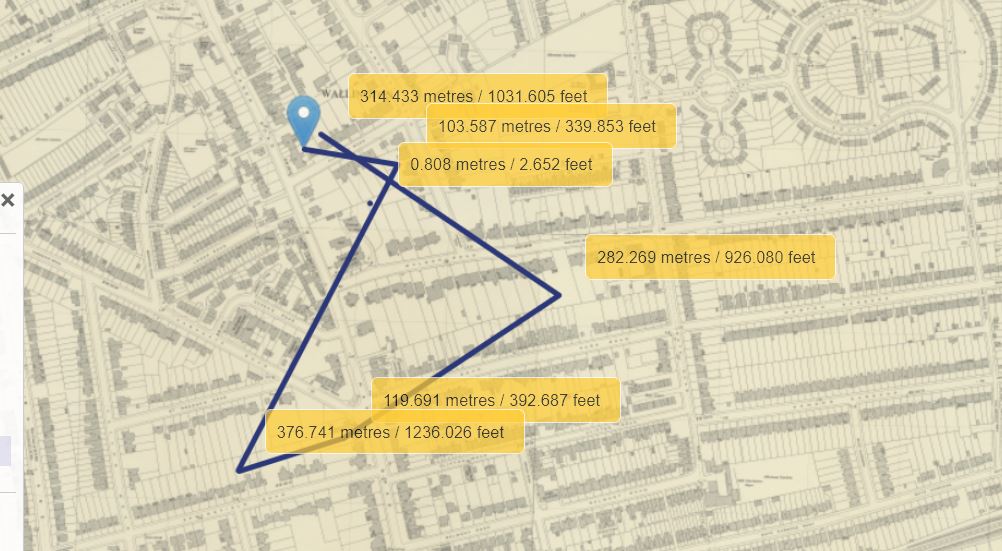 314.433 metres / 1031.605 feet
103.587 metres / 339.853 feet
0.808 metres / 2.652 feet
282.269 metres / 926.080 feet
119.691 metres / 392.687 feet
376.741 metres / 1236.026 feet